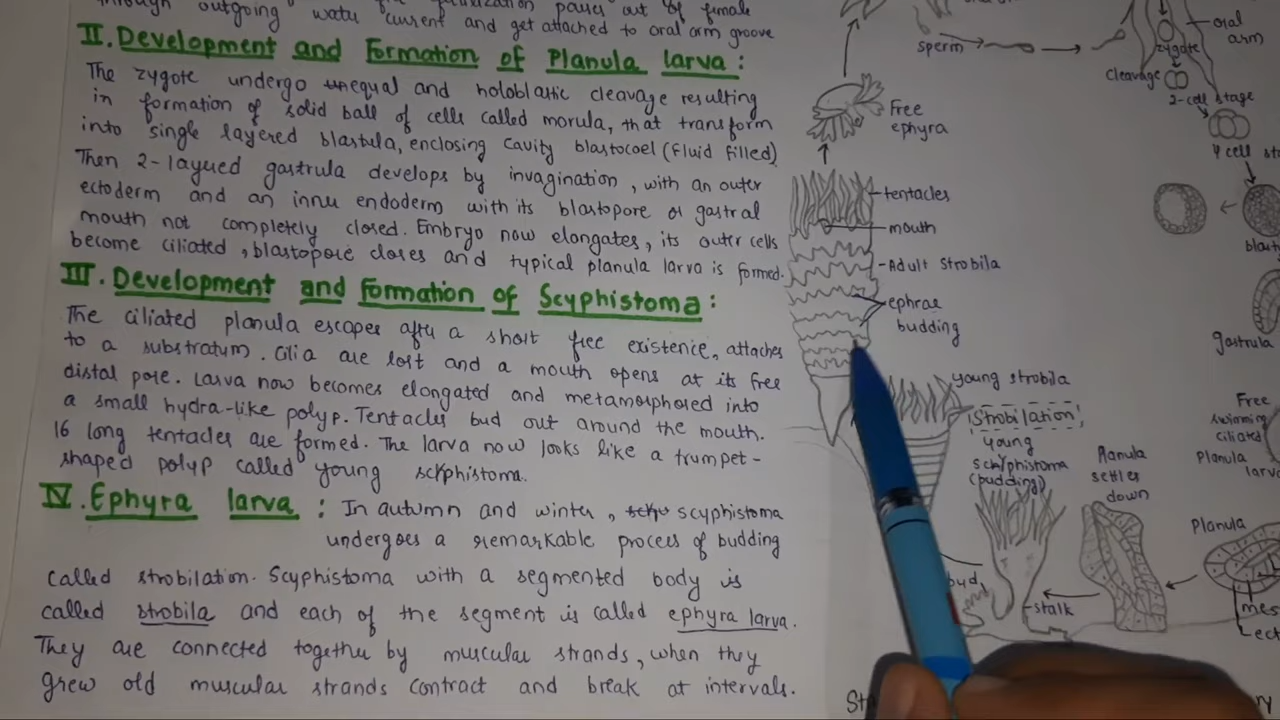 through outgoing water current and get attached to oral arm groove
II. Development and Formation of Planula larva :
The zygote undergo unequal and holoblastic cleavage resulting
in formation of solid ball of cells called morula, that transform
into single layered blastula, enclosing cavity blastocoel (fluid filled)
Then 2-layered gastrula develops by invagination, with an outer
ectoderm and an inner endoderm with its blastopore or gastral
mouth not completely closed. Embryo now elongates, its outer cells
become ciliated, blastopore closes and typical planula larva is formed.
III. Development and formation of Scyphistoma :
The ciliated planula escapes after a short free existence, attaches
to a substratum. Cilia are lost and a mouth opens at its free
distal pole. Larva now becomes elongated and metamorphosed into
a small hydra-like polyp. Tentacles bud out around the mouth.
16 long tentacles are formed. The larva now looks like a trumpet-
shaped polyp called young scyphistoma.
IV. Ephyra larva : In autumn and winter, scyphistoma
undergoes a remarkable process of budding
called strobilation. Scyphistoma with a segmented body is
called strobila and each of the segment is called ephyra larva.
They are connected together by muscular strands, when they
grew old muscular strands contract and break at intervals.
sperm
oral
arm
zygote
cleavage
2-cell stage
4 cell
Free
ephyra
tentacles
mouth
Adult strobila
ephrae
budding
gastrula
young strobila
Strobilation
young
scyphistoma
(budding)
Planula
settles
down
Free
swimming
ciliated
Planula
Planula
bud
stalk